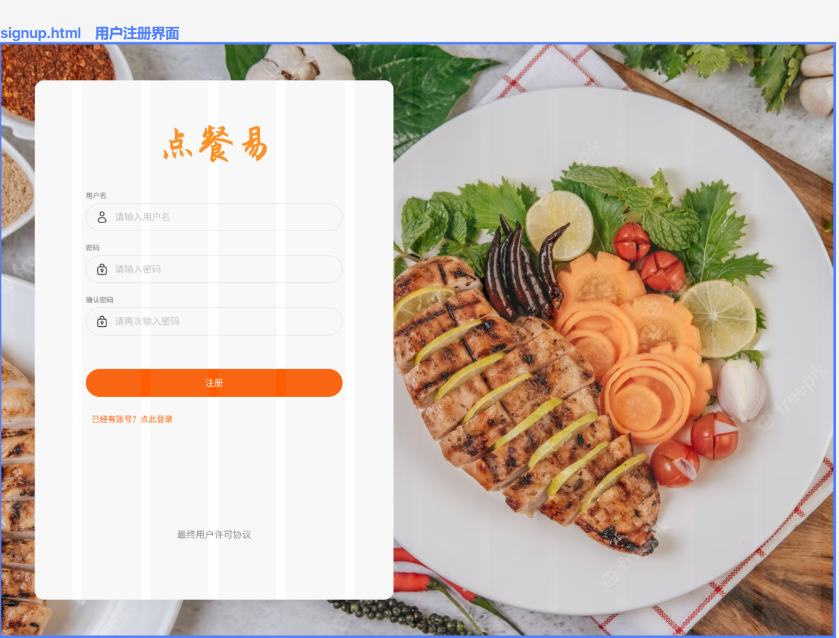 signup.html 用户注册界面
点餐易
用户名
请输入用户名
密码
请输入密码
确认密码
请再次输入密码
注册
已经有账号？点此登录
最终用户许可协议
freepik